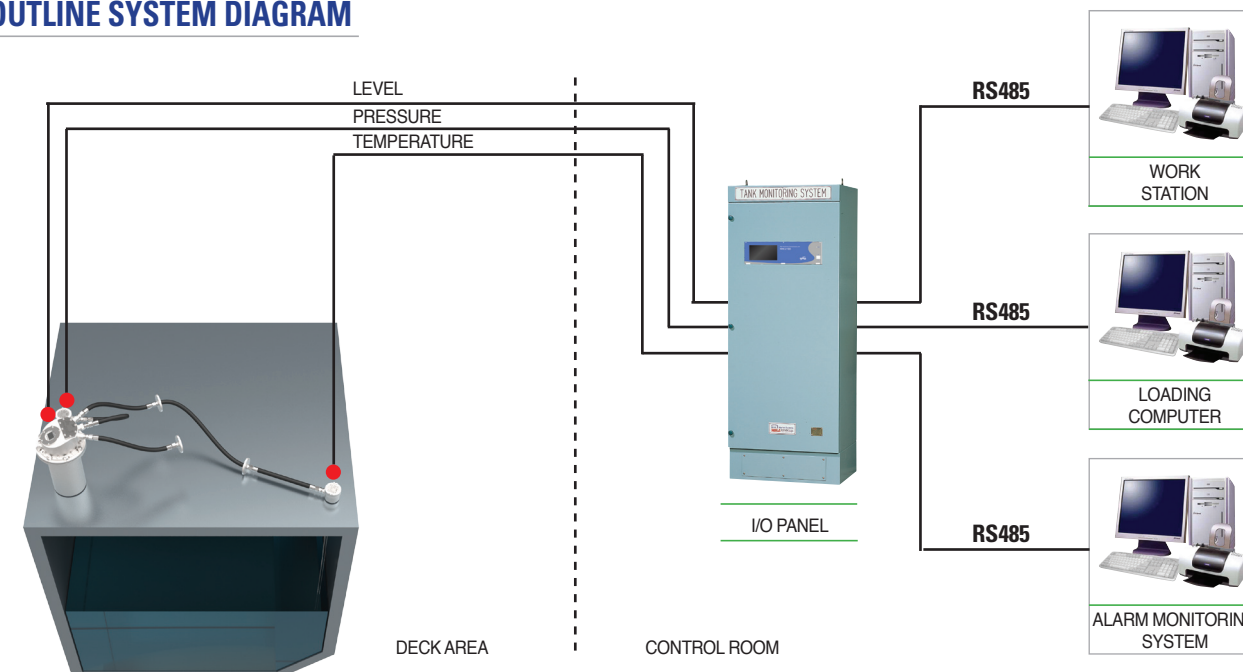 OUTLINE SYSTEM DIAGRAM
LEVEL
PRESSURE
TEMPERATURE
RS485
WORK
STATION
TANK MONITORING SYSTEM
RS485
LOADING
COMPUTER
I/O PANEL
RS485
ALARM MONITORIN
SYSTEM
DECK AREA
CONTROL ROOM